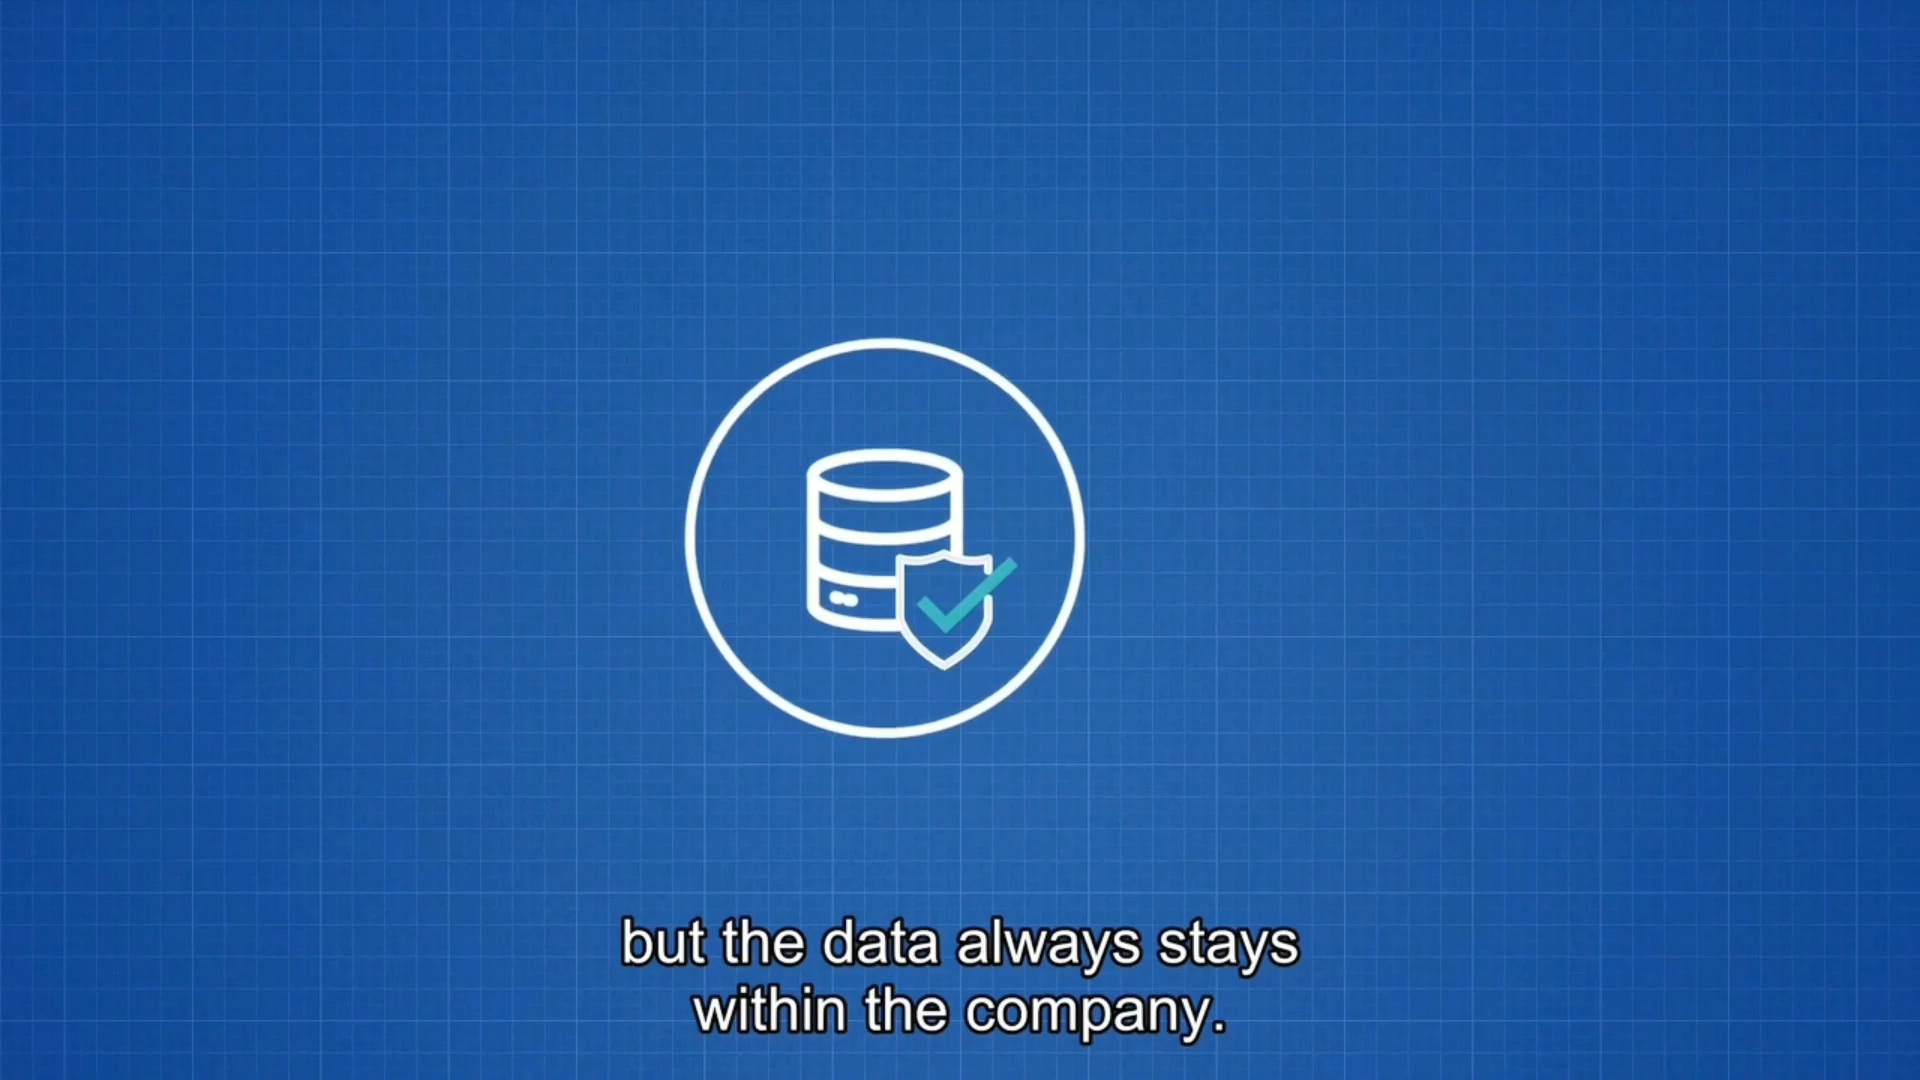 but the data always stays
within the company.